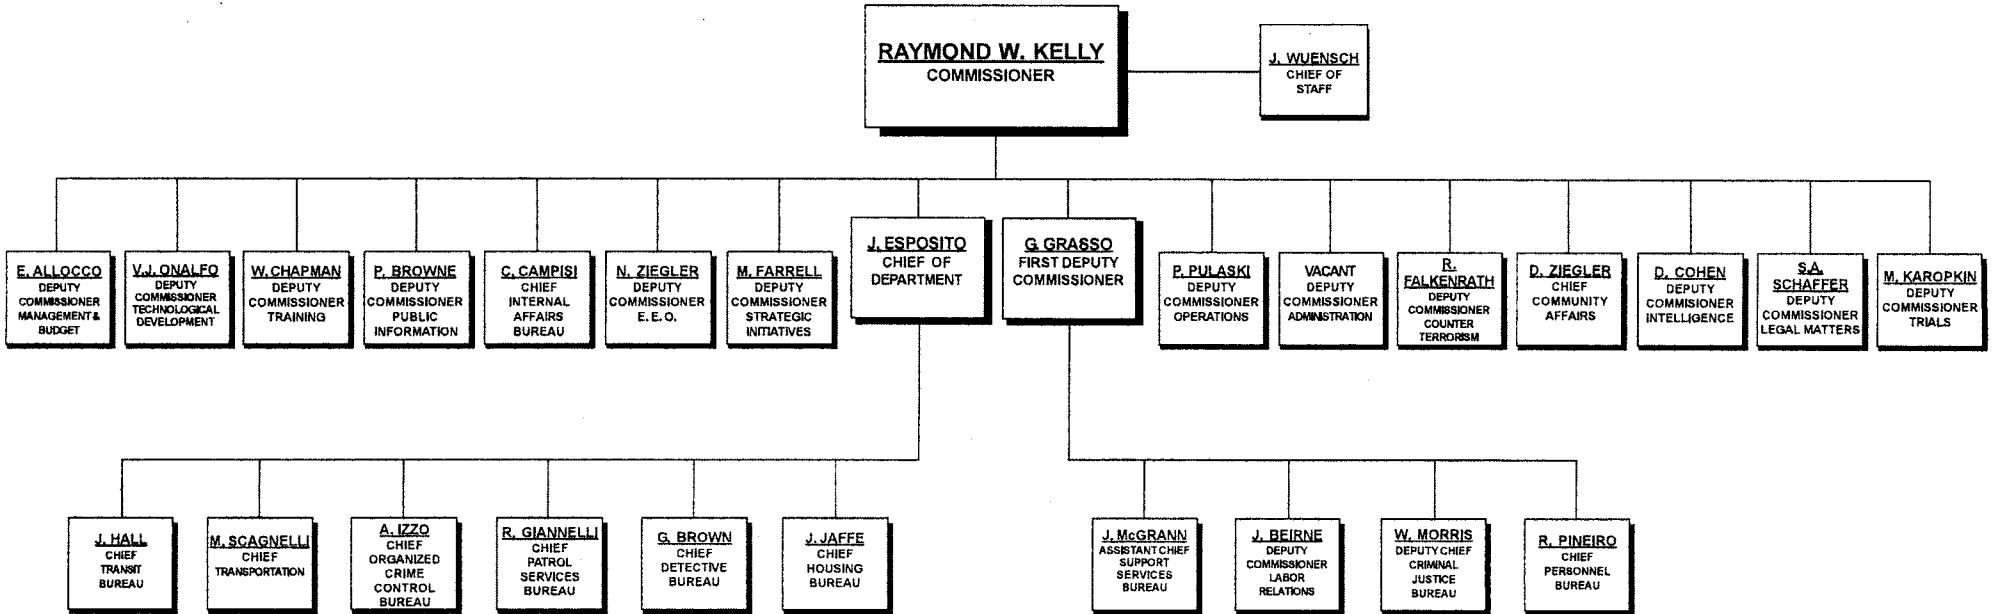 RAYMOND W. KELLY
COMMISSIONER
J. WUENSCH
CHIEF OF
STAFF
E. ALLOCCO
DEPUTY
COMMISSIONER
MANAGEMENT &
BUDGET
V.J. ONALFO
DEPUTY
COMMISSIONER
TECHNOLOGICAL
DEVELOPMENT
W. CHAPMAN
DEPUTY
COMMISSIONER
TRAINING
P. BROWNE
DEPUTY
COMMISSIONER
PUBLIC
INFORMATION
C. CAMPISI
CHIEF
INTERNAL
AFFAIRS
BUREAU
N. ZIEGLER
DEPUTY
COMMISSIONER
E. E. O.
M. FARRELL
DEPUTY
COMMISSIONER
STRATEGIC
INITIATIVES
J. ESPOSITO
CHIEF OF
DEPARTMENT
G. GRASSO
FIRST DEPUTY
COMMISSIONER
P. PULASKI
DEPUTY
COMMISSIONER
OPERATIONS
VACANT
DEPUTY
COMMISSIONER
ADMINISTRATION
R.
FALKENRATH
DEPUTY
COMMISSIONER
COUNTER
TERRORISM
D. ZIEGLER
CHIEF
COMMUNITY
AFFAIRS
D. COHEN
DEPUTY
COMMISIONER
INTELLIGENCE
S.A.
SCHAFFER
DEPUTY
COMMISSIONER
LEGAL MATTERS
M. KAROPKIN
DEPUTY
COMMISSIONER
TRIALS
J. HALL
CHIEF
TRANSIT
BUREAU
M. SCAGNELLI
CHIEF
TRANSPORTATION
A. IZZO
CHIEF
ORGANIZED
CRIME
CONTROL
BUREAU
R. GIANNELLI
CHIEF
PATROL
SERVICES
BUREAU
G. BROWN
CHIEF
DETECTIVE
BUREAU
J. JAFFE
CHIEF
HOUSING
BUREAU
J. McGRANN
ASSISTANT CHIEF
SUPPORT
SERVICES
BUREAU
J. BEIRNE
DEPUTY
COMMISSIONER
LABOR
RELATIONS
W. MORRIS
DEPUTY CHIEF
CRIMINAL
JUSTICE
BUREAU
R. PINEIRO
CHIEF
PERSONNEL
BUREAU